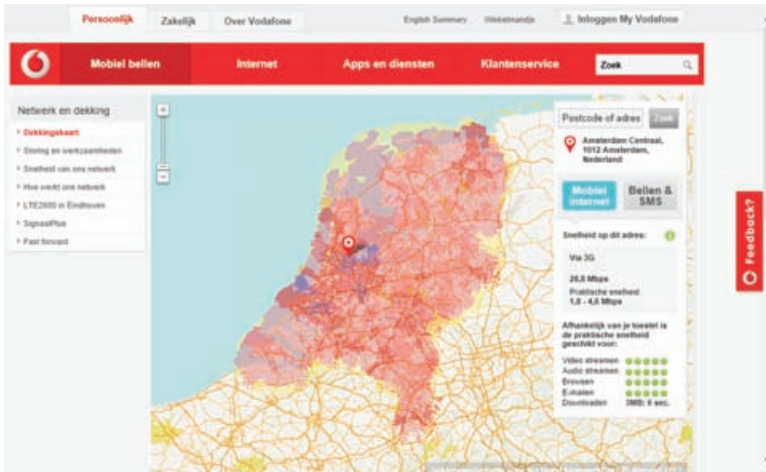 Persoonlijk
Zakelijk
Over Vodafone
English Summary
Winkelmandje
Inloggen My Vodafone
Mobiel bellen
Internet
Apps en diensten
Klantenservice
Zoek
Netwerk en dekking
Dekkingskaart
Storing en werkzaamheden
Snelheid van ons netwerk
Hoe werkt ons netwerk
LTE2600 in Eindhoven
SignaalPlus
Fast forward
Postcode of adres
Zoek
Amsterdam Centraal,
1012 Amsterdam,
Nederland
Mobiel
internet
Bellen &
SMS
Snelheid op dit adres:
Via 3G
28,8 Mbps
Praktische snelheid:
1,8 - 4,6 Mbps
Afhankelijk van je toestel is
de praktische snelheid
geschikt voor:
Video streamen
Audio streamen
Browsen
E-mailen
Downloaden 3MB: 6 sec.
Feedback?